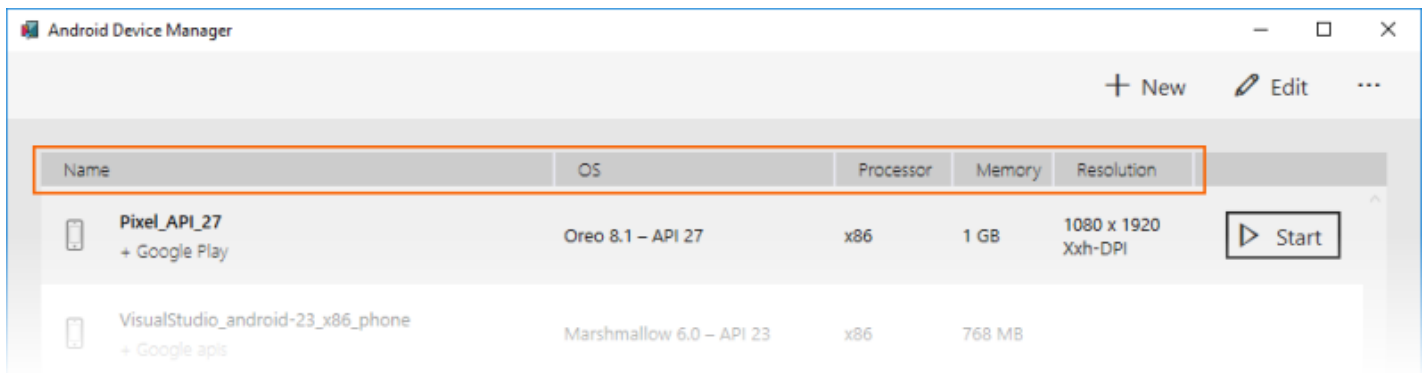 Android Device Manager
New Edit ...
Name OS Processor Memory Resolution
Pixel_API_27
+ Google Play
Oreo 8.1 – API 27 x86 1 GB
1080 x 1920
Xxh-DPI
Start
VisualStudio_android-23_x86_phone
+ Google apis
Marshmallow 6.0 – API 23 x86 768 MB